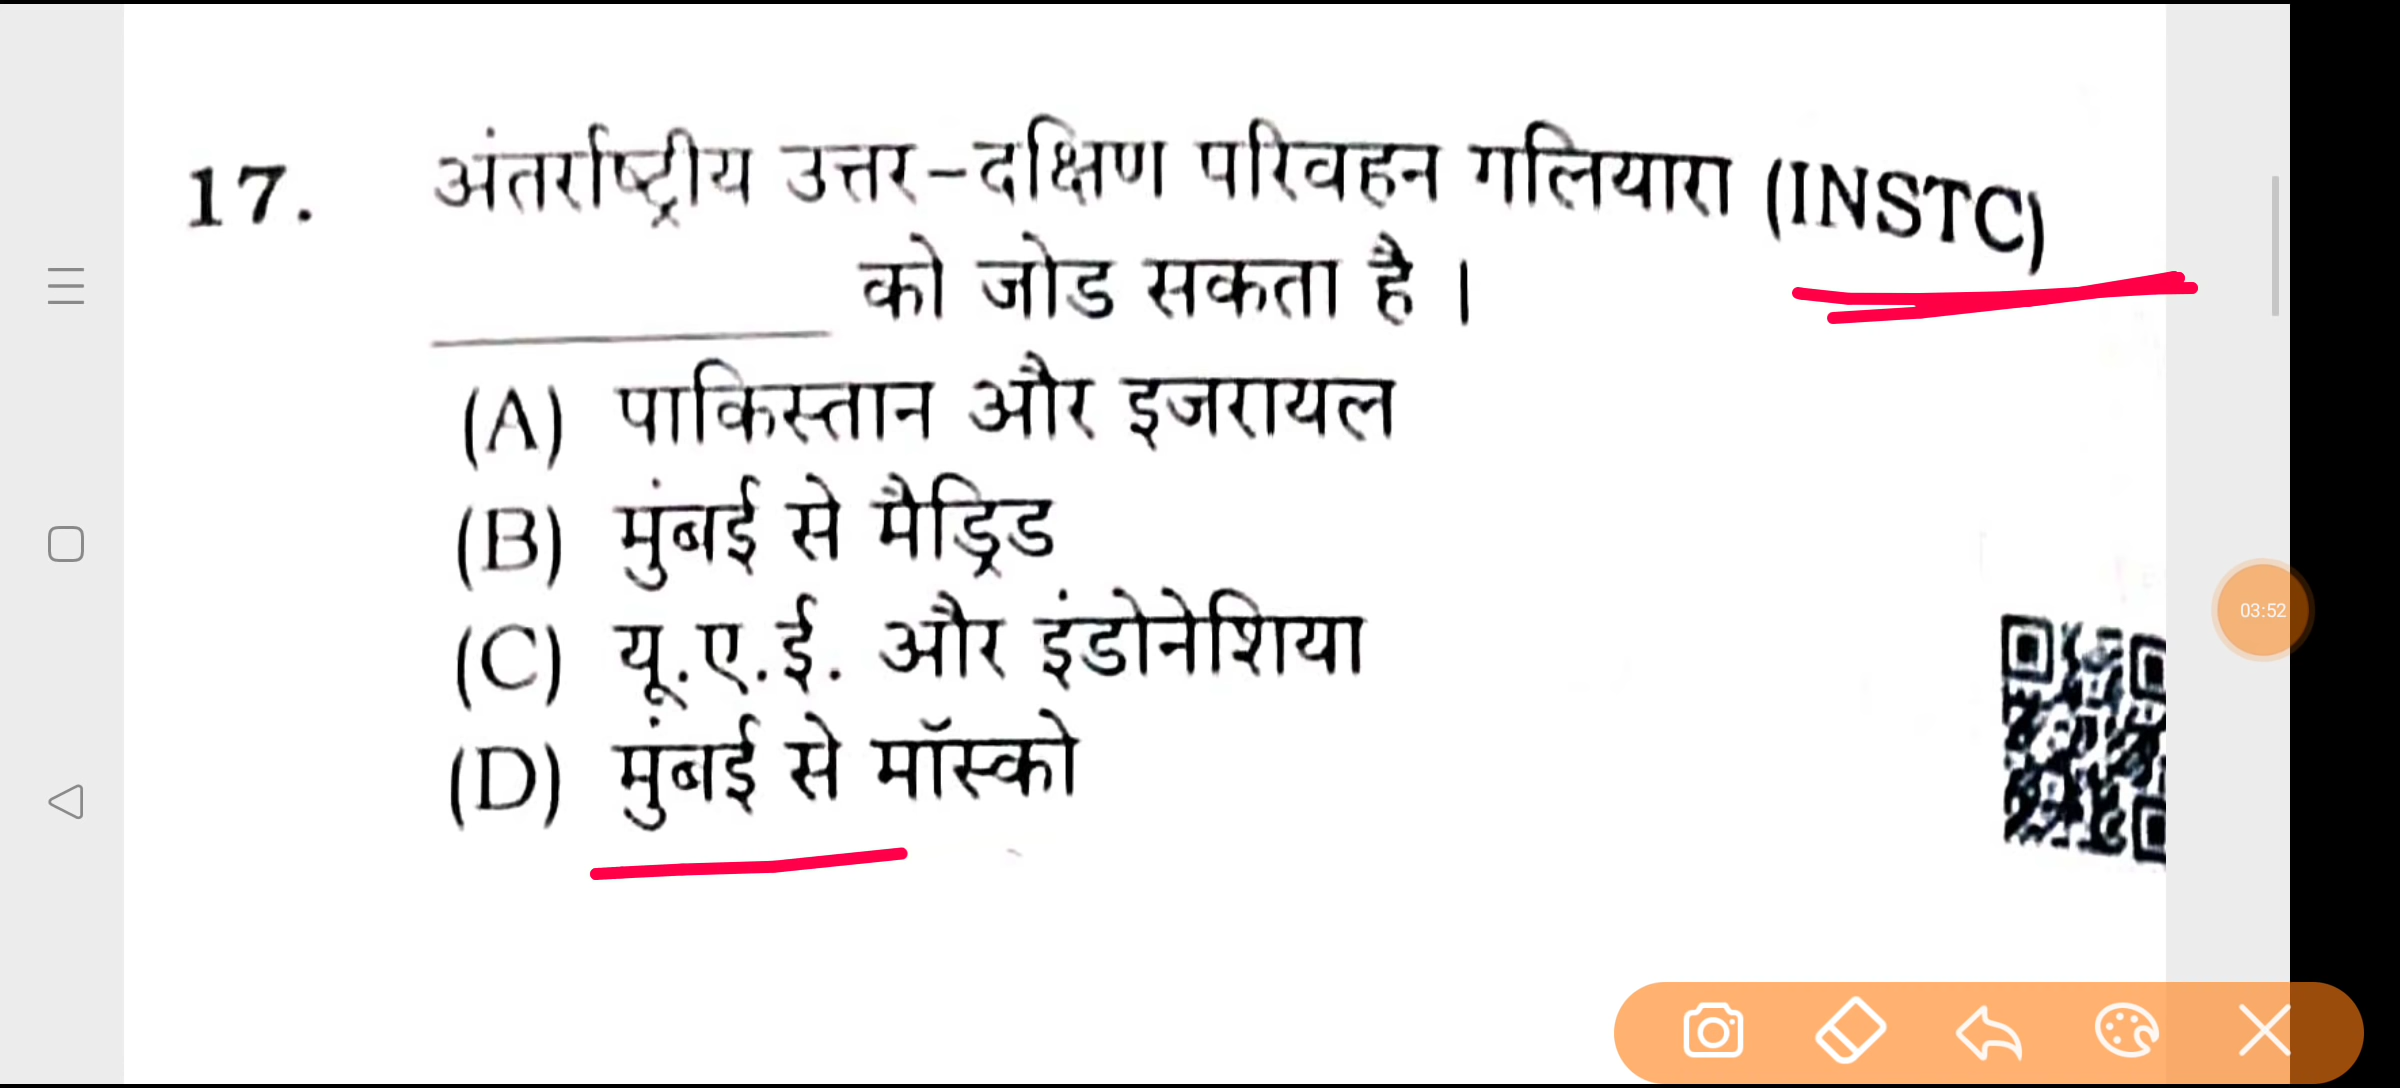 17. अंतर्राष्ट्रीय उत्तर-दक्षिण परिवहन गलियारा (INSTC)
__________ को जोड सकता है ।
(A) पाकिस्तान और इजरायल
(B) मुंबई से मैड्रिड
(C) यू.ए.ई. और इंडोनेशिया
(D) मुंबई से मॉस्को
03:52